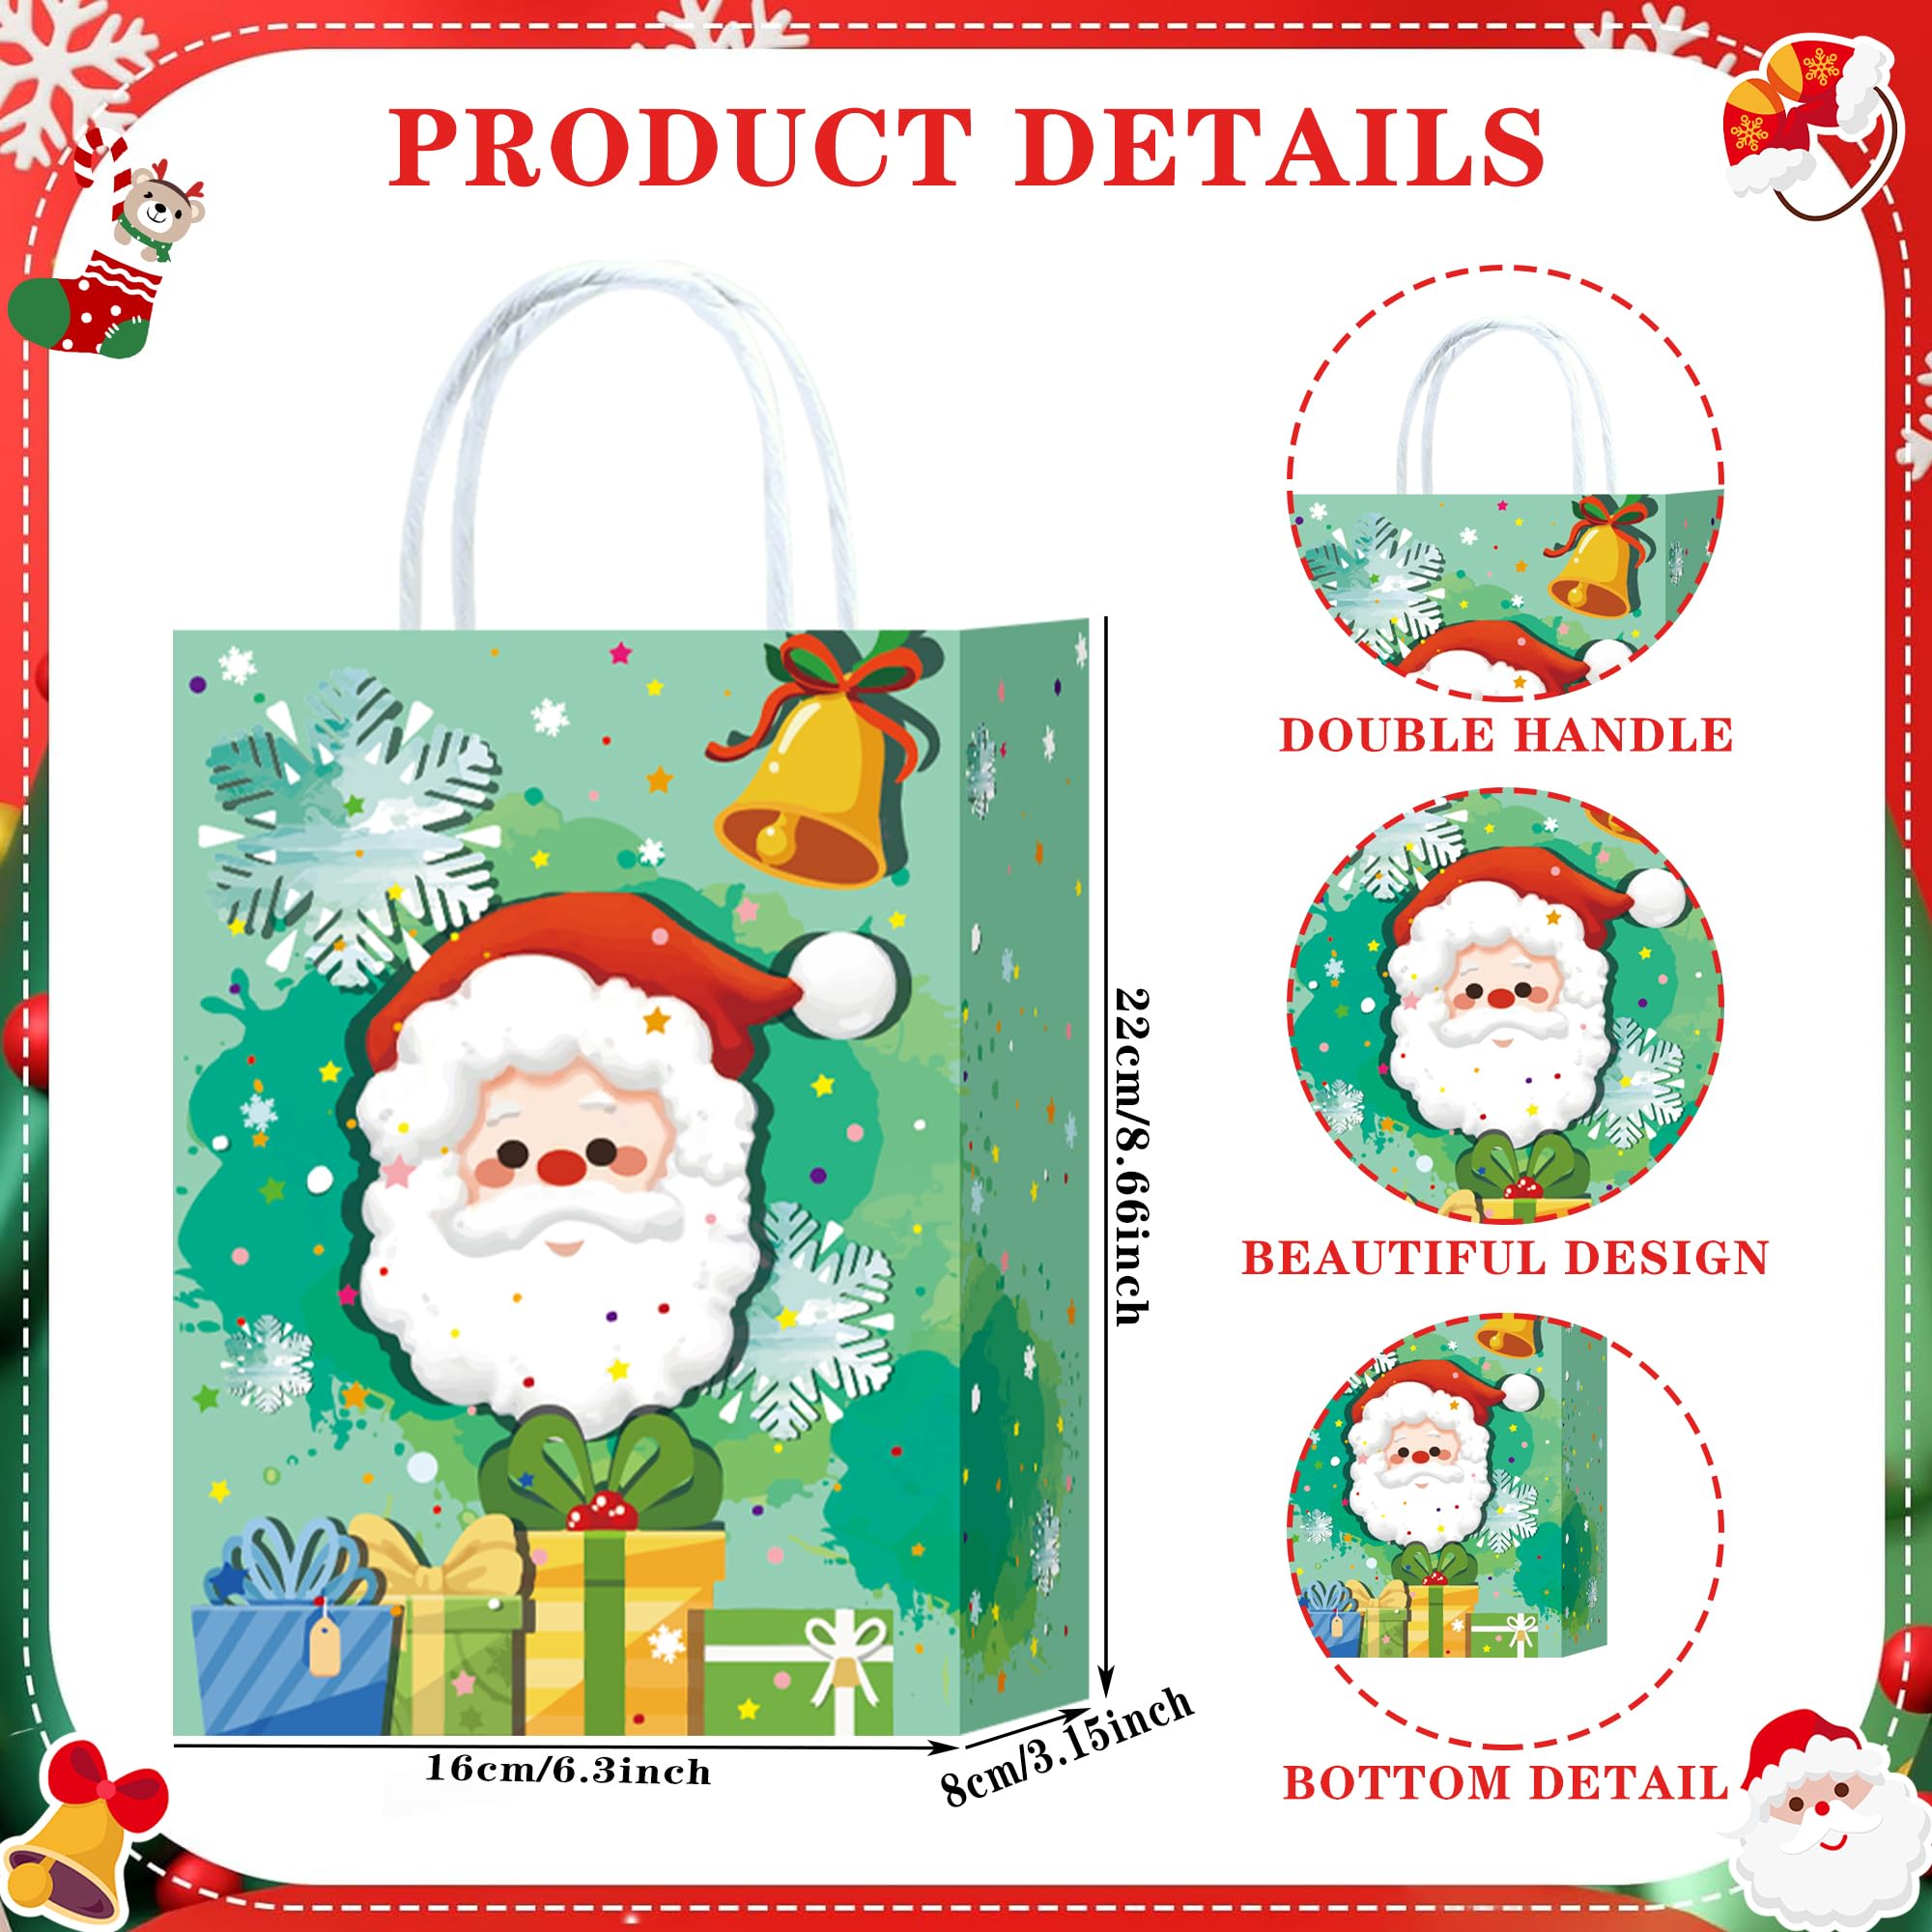 PRODUCT DETAILS
DOUBLE HANDLE
22cm/8.66inch
BEAUTIFUL DESIGN
16cm/6.3inch
8cm/3.15inch
BOTTOM DETAIL